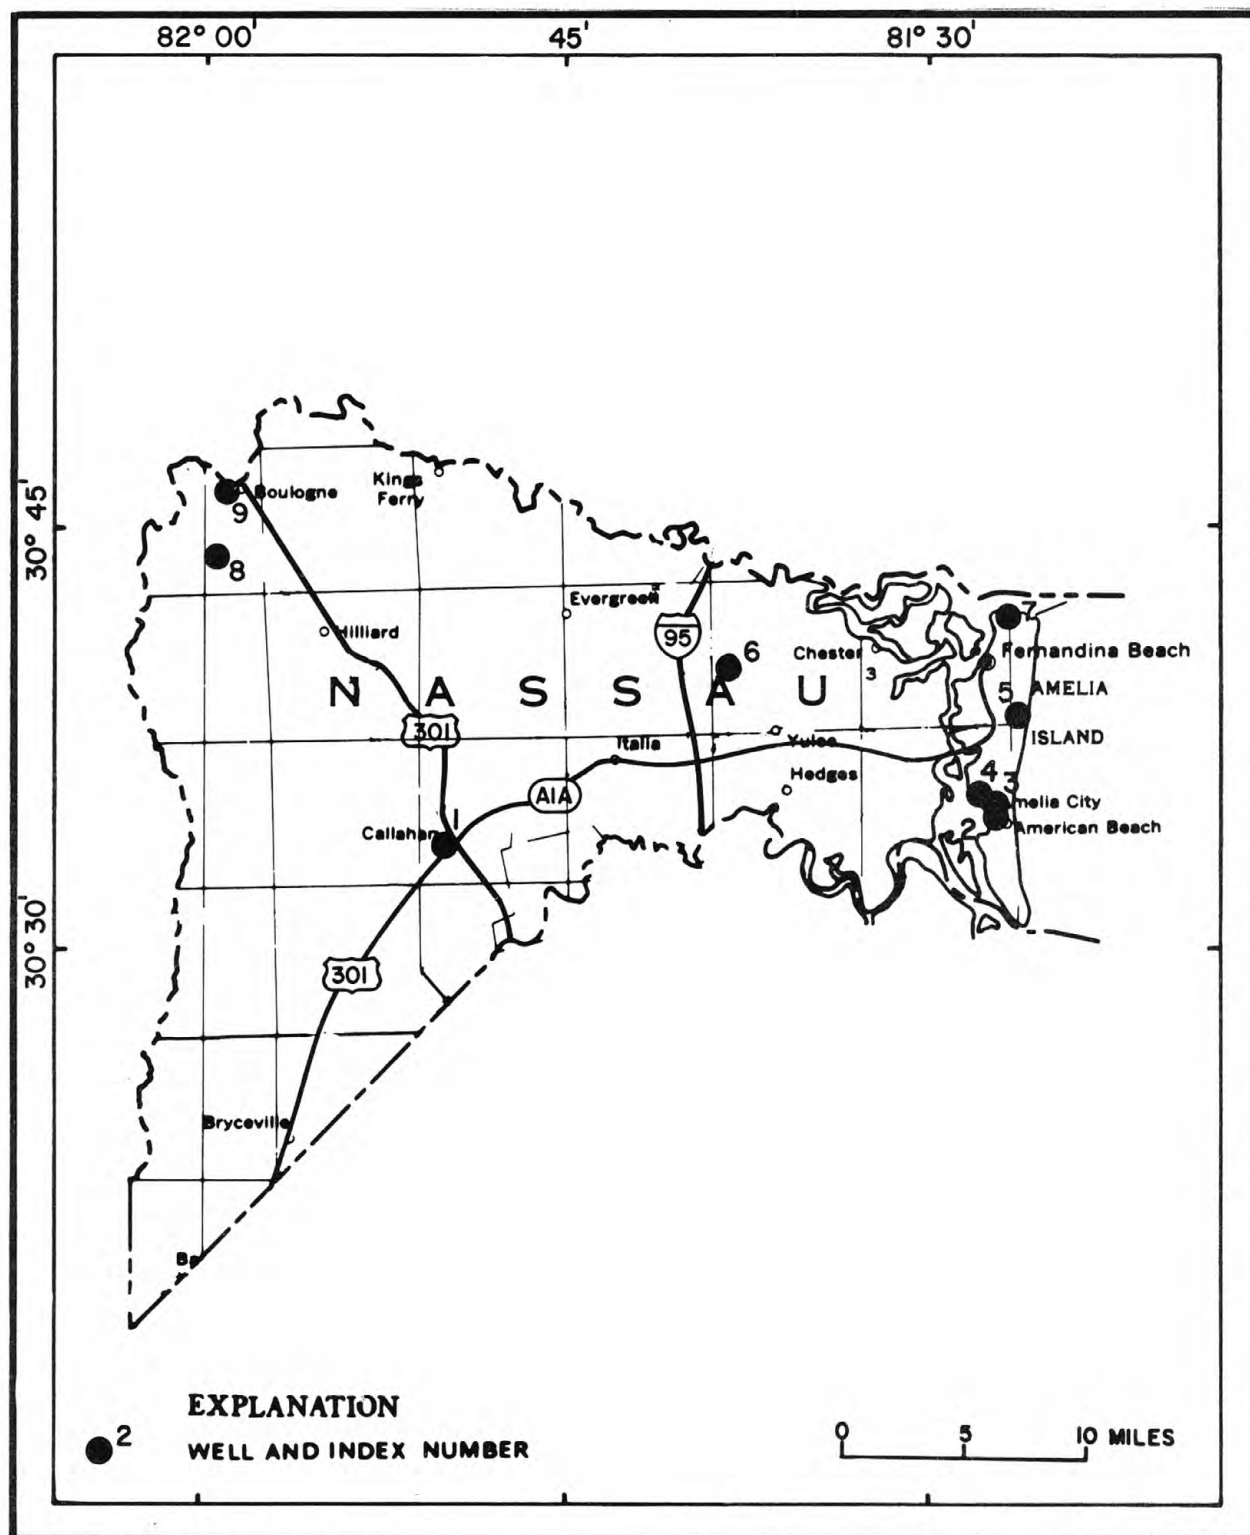 82° 00'
45'
81° 30'
30° 45'
Kings
Ferry
Boulogne
9
8
Evergreen
Hilliard
95
6
Chester
3
7
Fernandina Beach
N A S S A U
5
AMELIA
301
Italia
Yulee
ISLAND
Hedges
A1A
4
3
melia City
Callahan
1
2
American Beach
30° 30'
301
Bryceville
Ba
EXPLANATION
2
WELL AND INDEX NUMBER
0 5 10 MILES